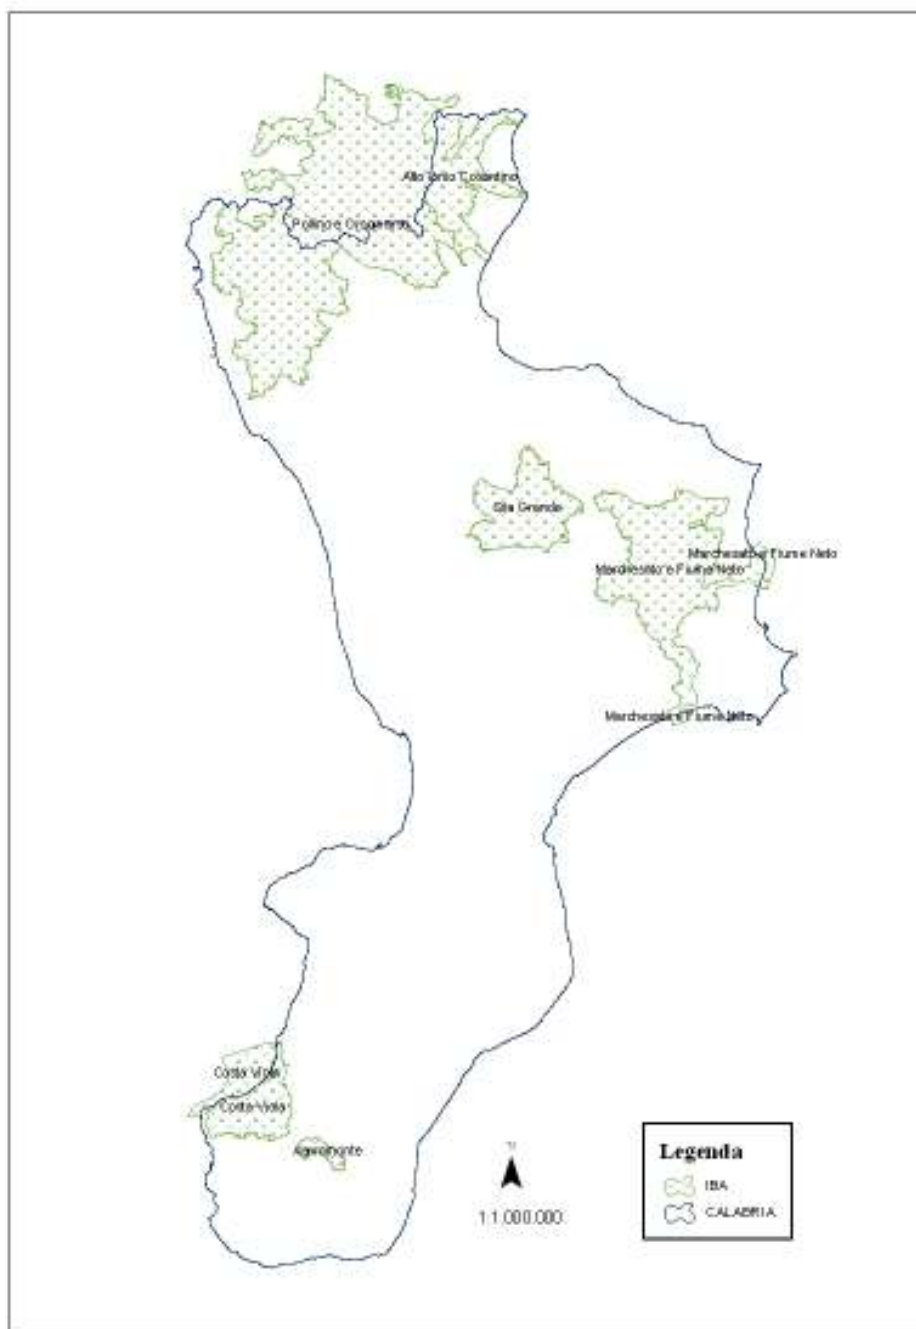 Alto Ionio Cosentino
Pollino e Orsomarso
Sila Grande
Marchesato e Fiume Neto
Marchesato e Fiume Neto
Marchesato e Fiume Neto
Costa Viola
Costa Viola
Aspromonte
Legenda
IBA
CALABRIA
1:1.000.000